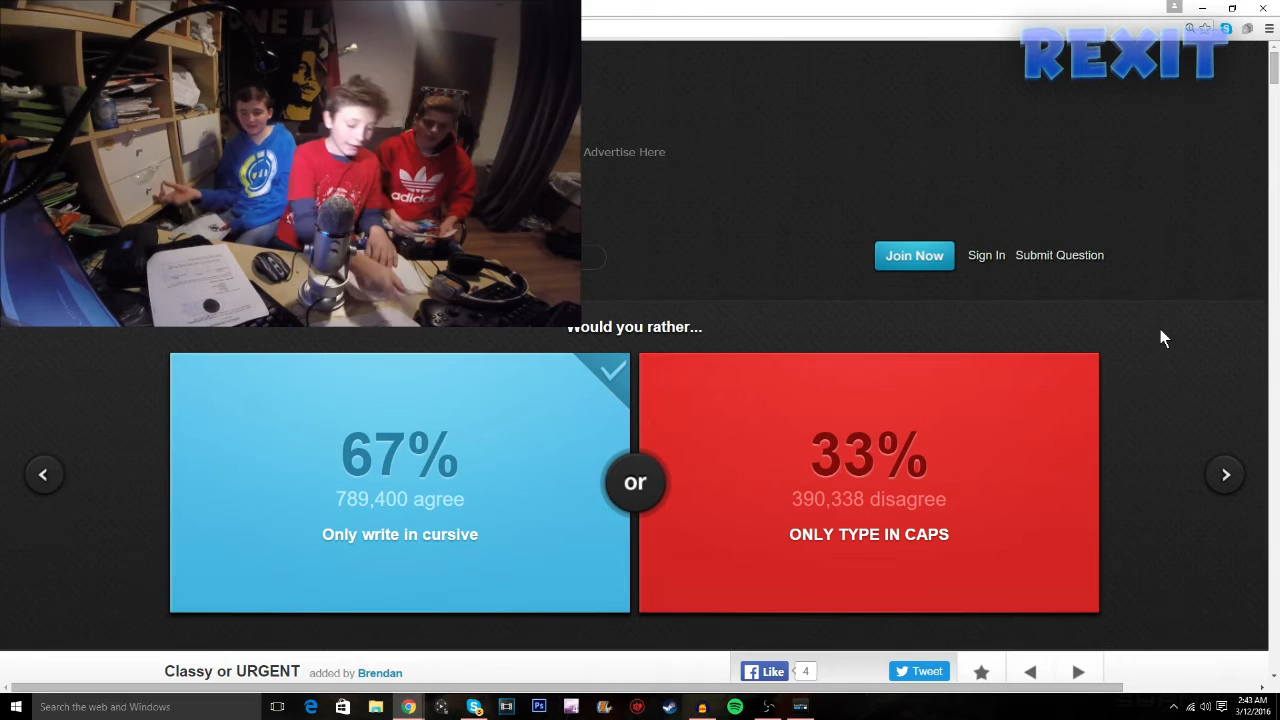 REXIT
ONE L
adidas
Advertise Here
Join Now Sign In Submit Question
Would you rather...
67%
789,400 agree
Only write in cursive
or
33%
390,338 disagree
ONLY TYPE IN CAPS
Classy or URGENT added by Brendan
Like 4 Tweet
Search the web and Windows
2:43 AM
3/12/2016